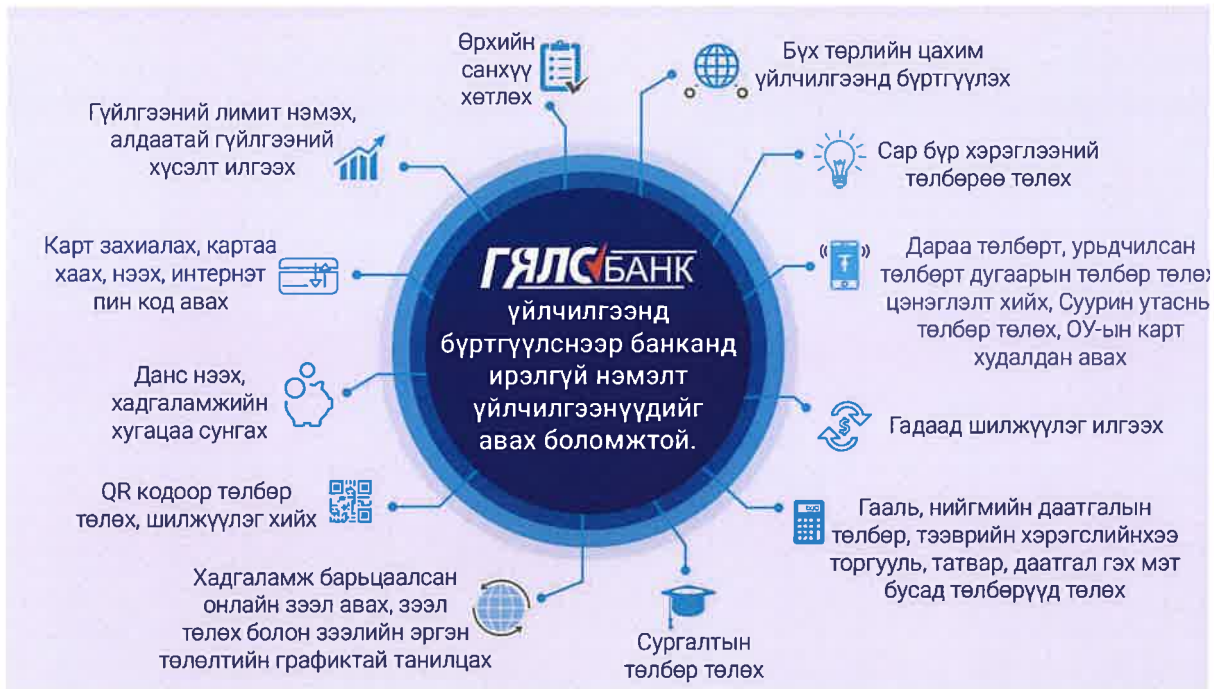 Өрхийн
санхүү
хөтлөх
Бүх төрлийн цахим
үйлчилгээнд бүртгүүлэх
Гүйлгээний лимит нэмэх,
алдаатай гүйлгээний
хүсэлт илгээх
Сар бүр хэрэглээний
төлбөрөө төлөх
Карт захиалах, картаа
хаах, нээх, интернэт
пин код авах
ГЯЛС БАНК
үйлчилгээнд
бүртгүүлснээр банканд
ирэлгүй нэмэлт
үйлчилгээнүүдийг
авах боломжтой.
Дараа төлбөрт, урьдчилсан
төлбөрт дугаарын төлбөр төлөх
цэнэглэлт хийх, Суурин утасны
төлбөр төлөх, ОУ-ын карт
худалдан авах
Данс нээх,
хадгаламжийн
хугацаа сунгах
Гадаад шилжүүлэг илгээх
QR кодоор төлбөр
төлөх, шилжүүлэг хийх
Гааль, нийгмийн даатгалын
төлбөр, тээврийн хэрэгслийнхээ
торгууль, татвар, даатгал гэх мэт
бусад төлбөрүүд төлөх
Хадгаламж барьцаалсан
онлайн зээл авах, зээл
төлөх болон зээлийн эргэн
төлөлтийн графиктай танилцах
Сургалтын
төлбөр төлөх